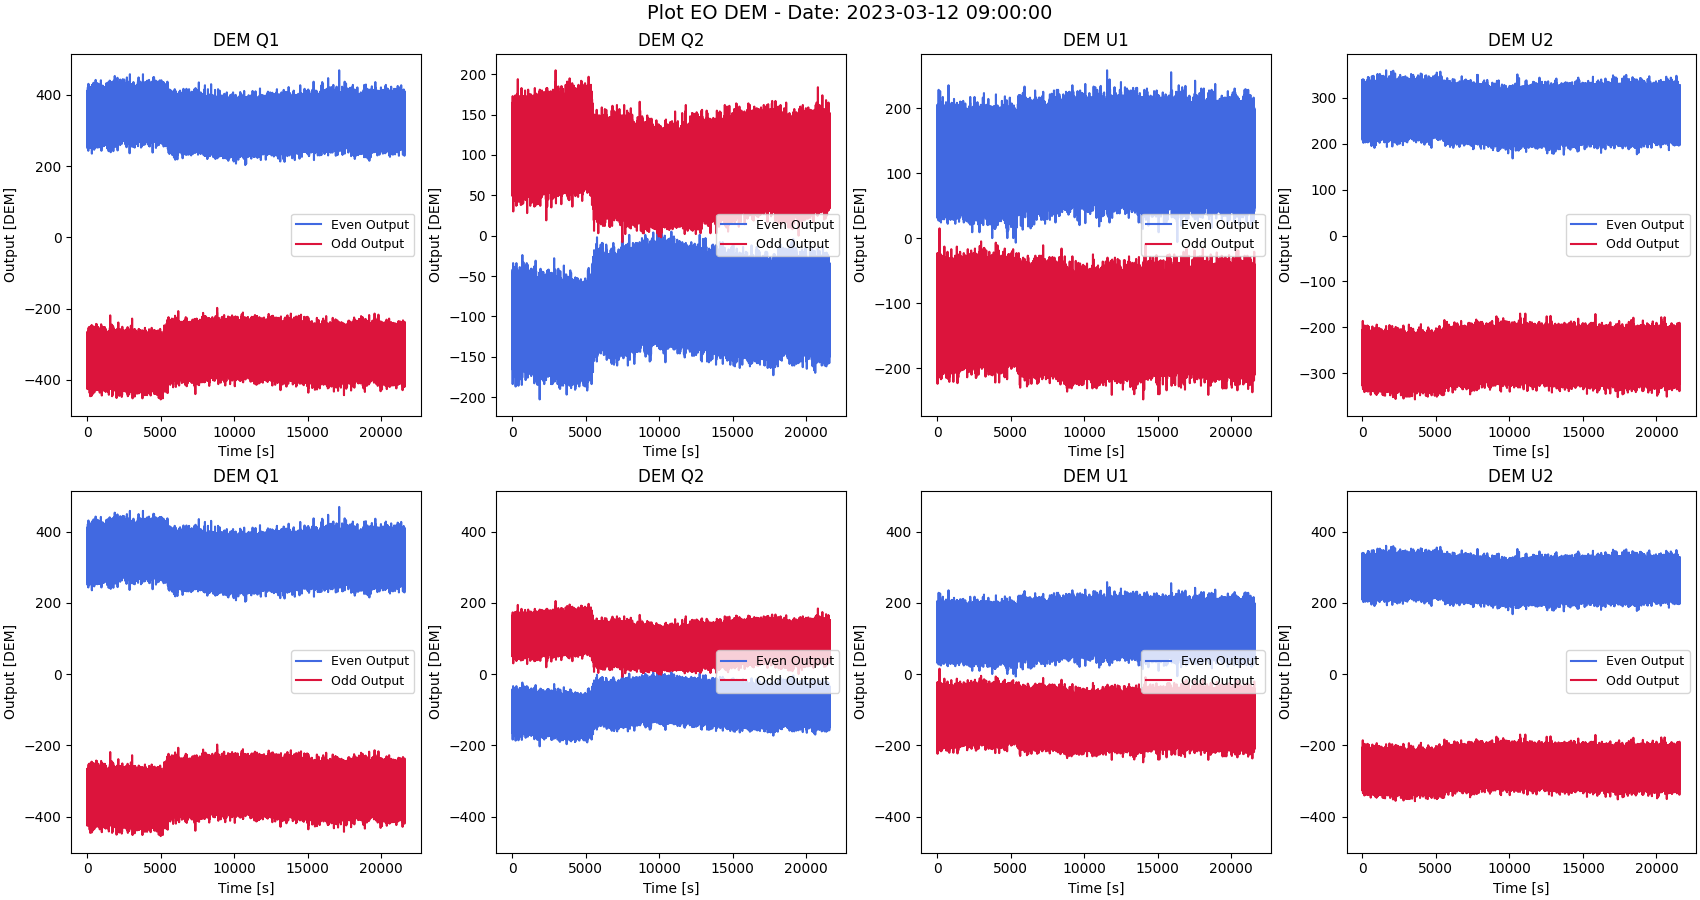 Plot EO DEM - Date: 2023-03-12 09:00:00
DEM Q1
Output [DEM]
400
200
0
−200
−400
Even Output
Odd Output
0 5000 10000 15000 20000
Time [s]
DEM Q2
Output [DEM]
200
150
100
50
0
−50
−100
−150
−200
Even Output
Odd Output
0 5000 10000 15000 20000
Time [s]
DEM U1
Output [DEM]
200
100
0
−100
−200
Even Output
Odd Output
0 5000 10000 15000 20000
Time [s]
DEM U2
Output [DEM]
300
200
100
0
−100
−200
−300
Even Output
Odd Output
0 5000 10000 15000 20000
Time [s]
DEM Q1
Output [DEM]
400
200
0
−200
−400
Even Output
Odd Output
0 5000 10000 15000 20000
Time [s]
DEM Q2
Output [DEM]
400
200
0
−200
−400
Even Output
Odd Output
0 5000 10000 15000 20000
Time [s]
DEM U1
Output [DEM]
400
200
0
−200
−400
Even Output
Odd Output
0 5000 10000 15000 20000
Time [s]
DEM U2
Output [DEM]
400
200
0
−200
−400
Even Output
Odd Output
0 5000 10000 15000 20000
Time [s]